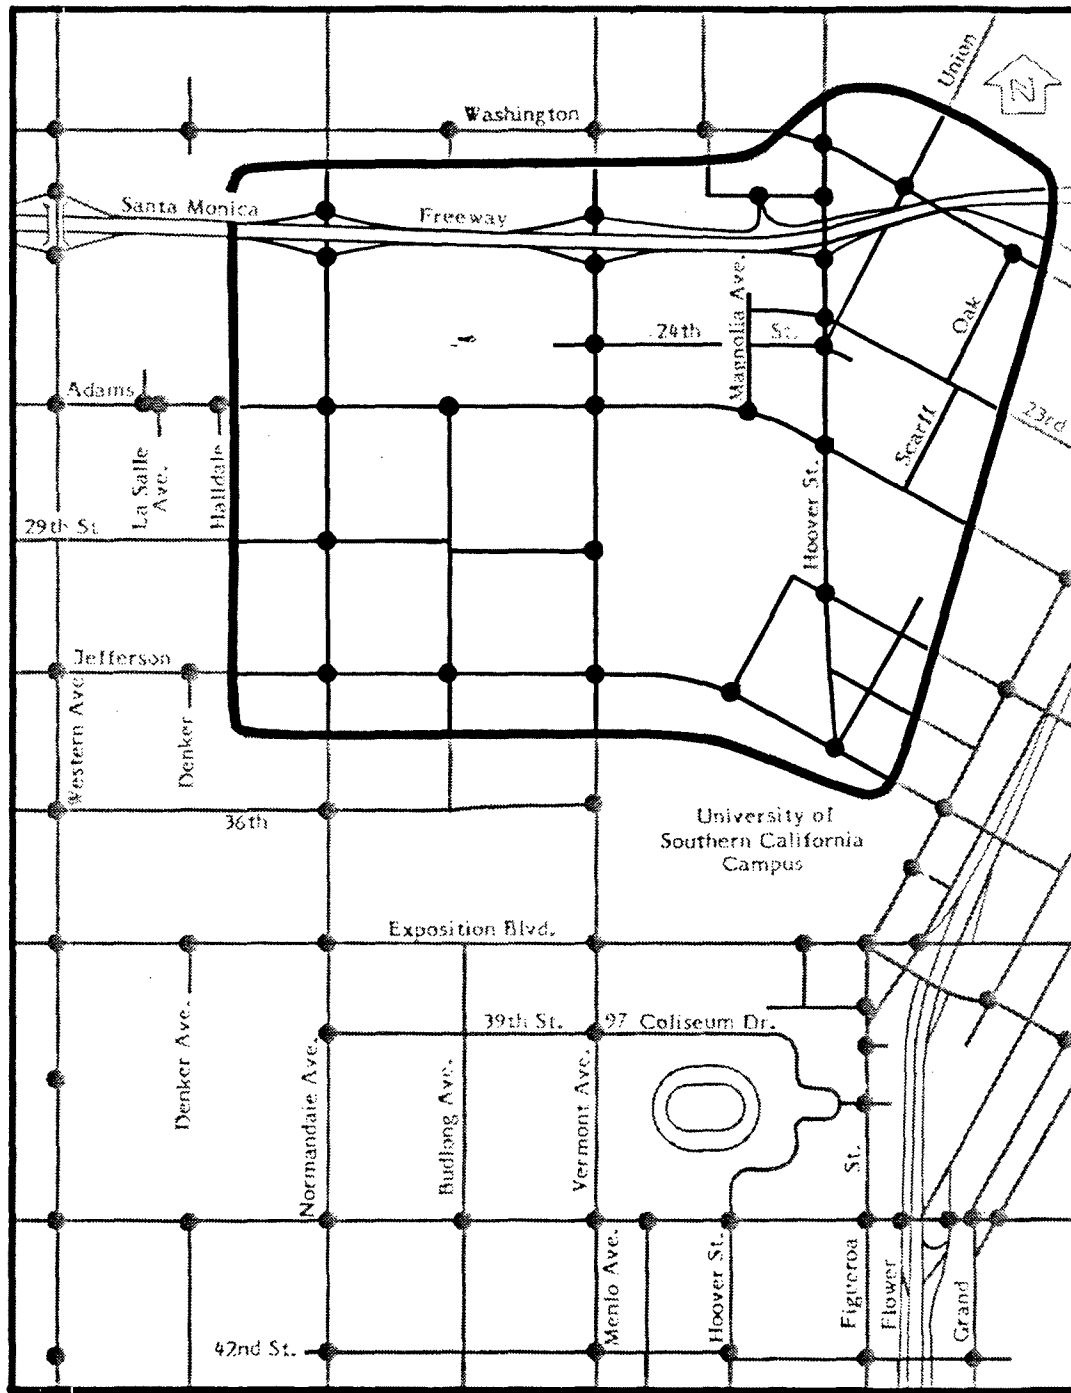 Union
N
Washington
Santa Monica
Freeway
Magnolia Ave.
24th
St.
Oak
Adams
Scarff
23rd
La Salle
Ave.
Halldale
Hoover St.
29th St.
Jefferson
Western Ave
Denker
36th
University of
Southern California
Campus
Exposition Blvd.
39th St.
97 Coliseum Dr.
Denker Ave.
Normandaie Ave.
Budlong Ave.
Vermont Ave.
St.
Menlo Ave.
Hoover St.
Figueroa
Flower
Grand
42nd St.